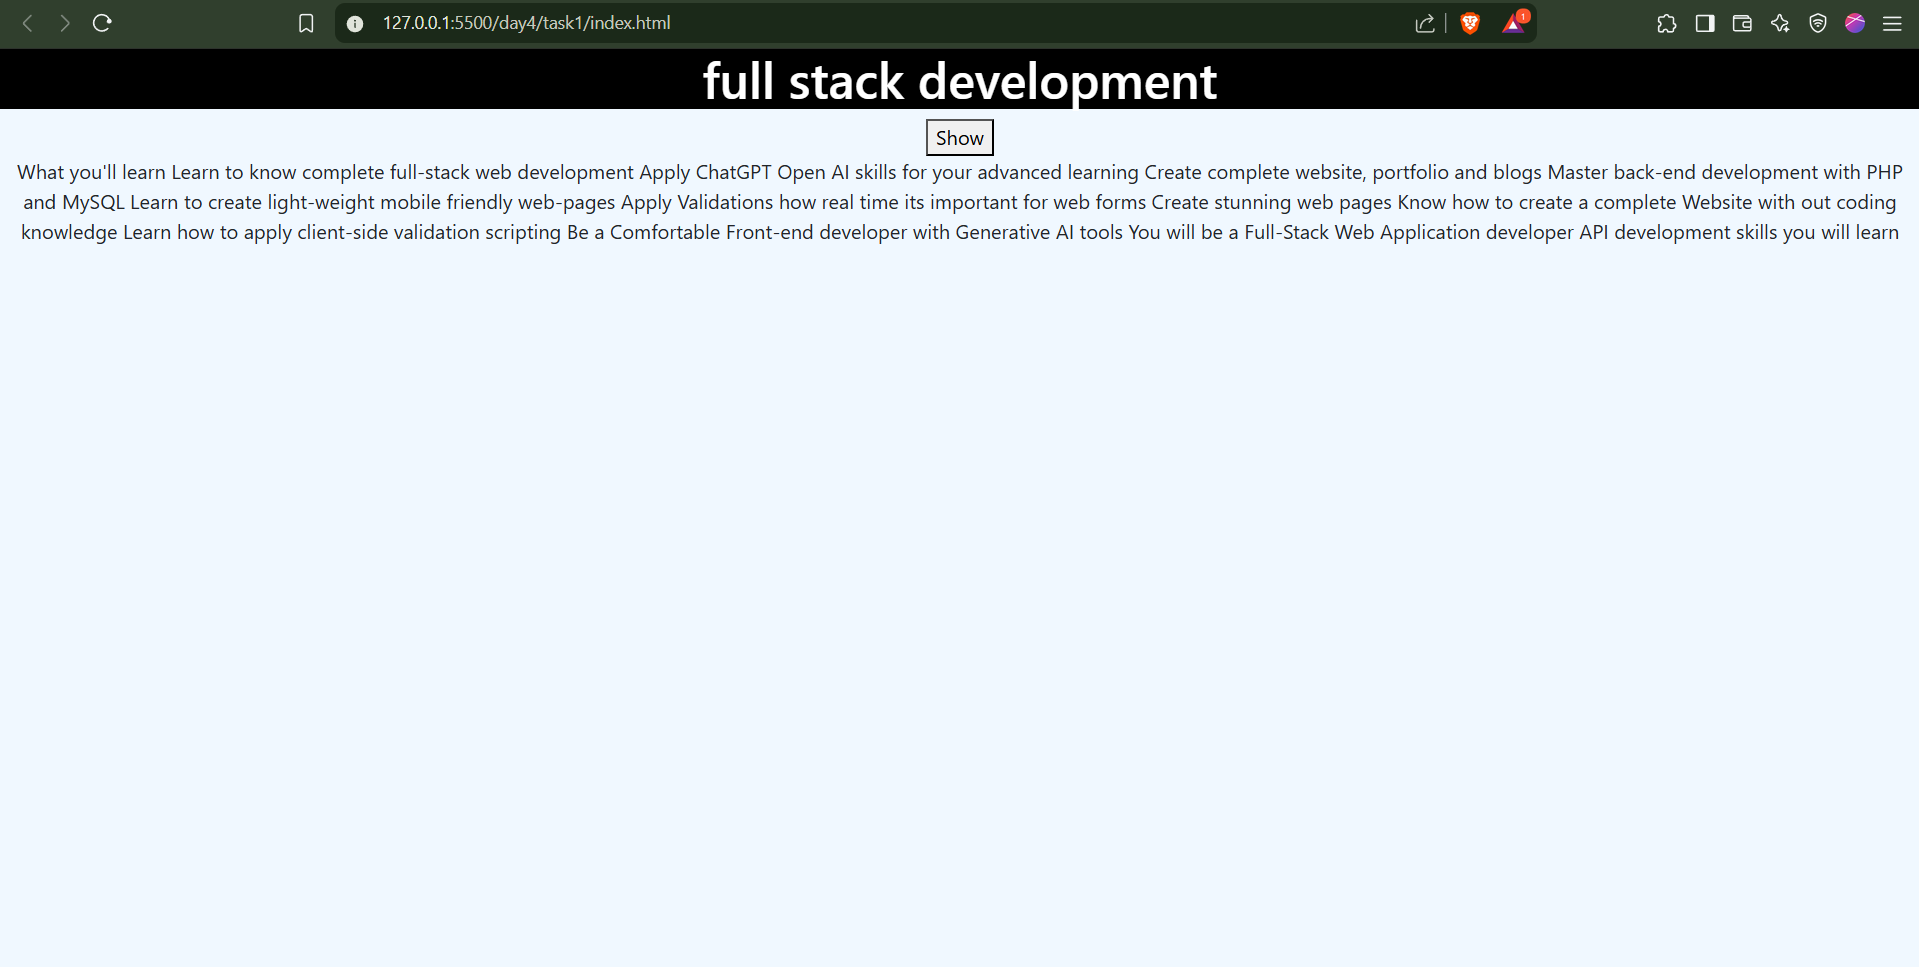 127.0.0.1:5500/day4/task1/index.html
1
full stack development
Show
What you'll learn Learn to know complete full-stack web development Apply ChatGPT Open AI skills for your advanced learning Create complete website, portfolio and blogs Master back-end development with PHP
and MySQL Learn to create light-weight mobile friendly web-pages Apply Validations how real time its important for web forms Create stunning web pages Know how to create a complete Website with out coding
knowledge Learn how to apply client-side validation scripting Be a Comfortable Front-end developer with Generative AI tools You will be a Full-Stack Web Application developer API development skills you will learn